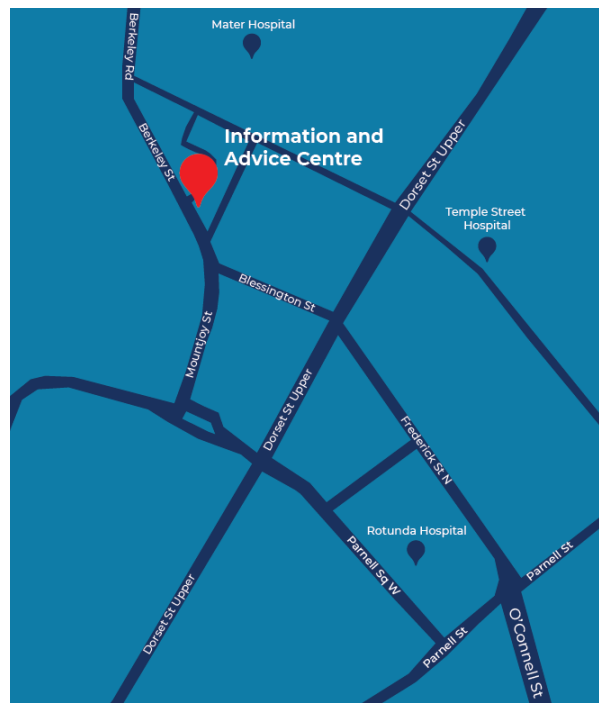 Mater Hospital
Berkeley Rd
Information and
Advice Centre
Berkeley St
Dorset St Upper
Temple Street
Hospital
Blessington St
Mountjoy St
Dorset St Upper
Frederick St N
Rotunda Hospital
Parnell Sq W
Parnell St
Dorset St Upper
Parnell St
O'Connell St